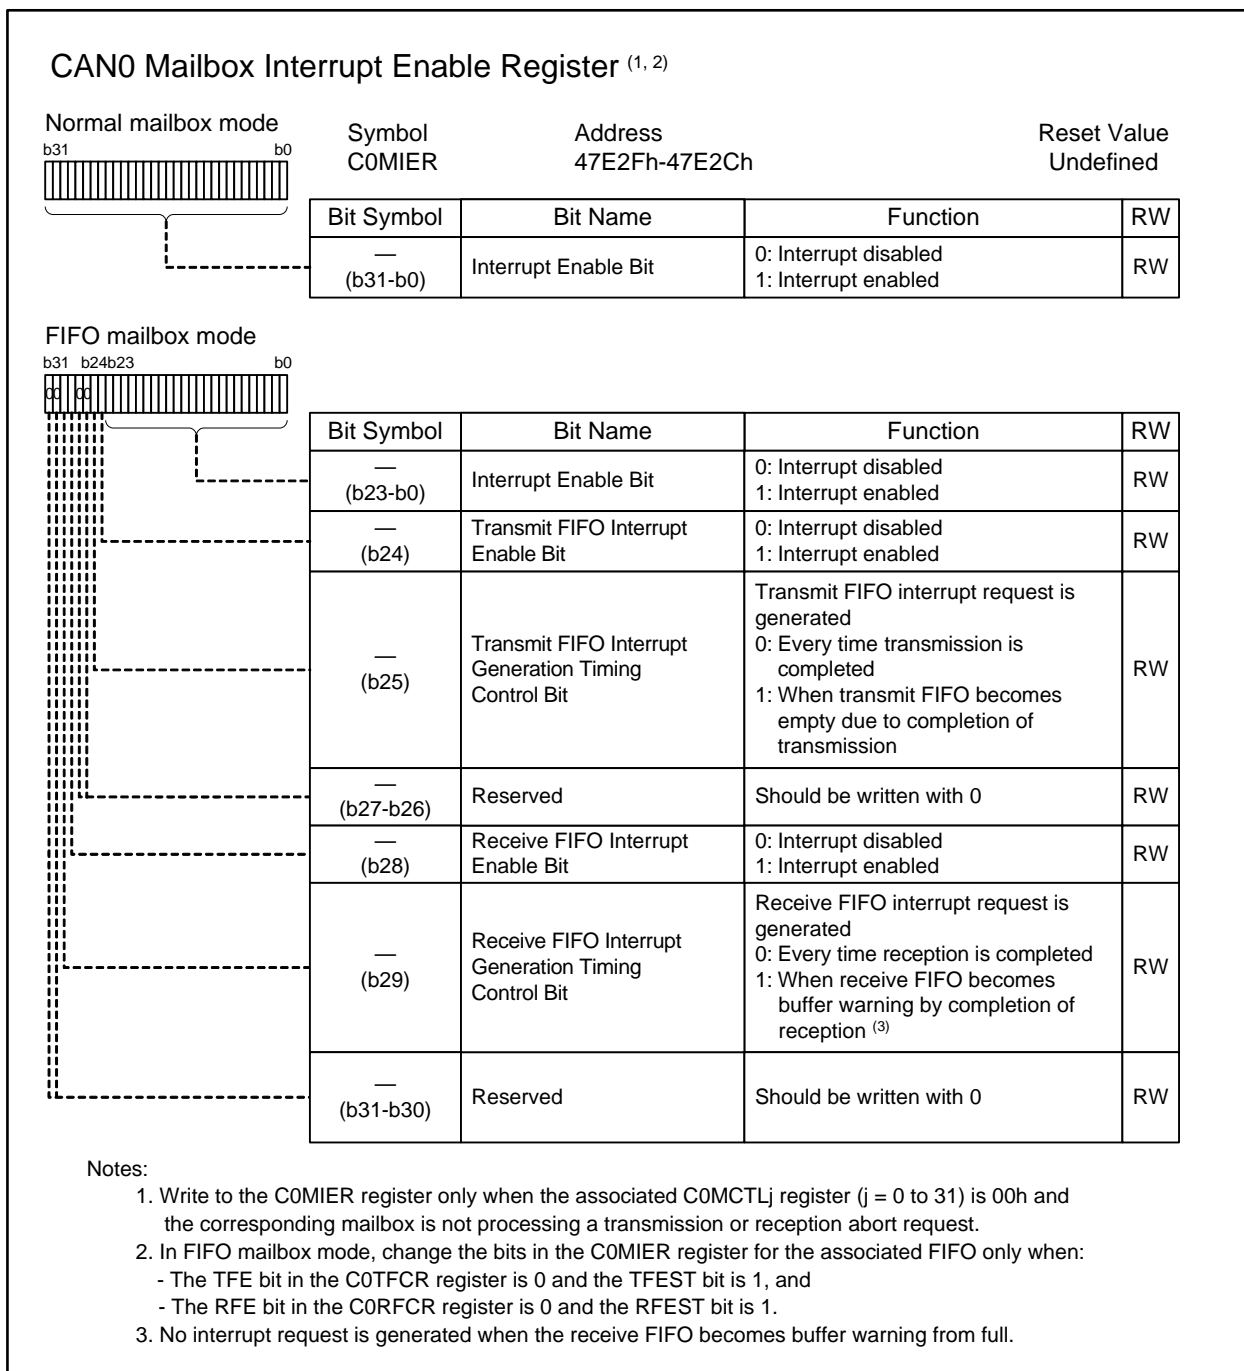 CAN0 Mailbox Interrupt Enable Register (1, 2)
Normal mailbox mode
b31 b0
Symbol Address Reset Value
C0MIER 47E2Fh-47E2Ch Undefined
Bit Symbol Bit Name Function RW
— (b31-b0) Interrupt Enable Bit 0: Interrupt disabled
1: Interrupt enabled RW
FIFO mailbox mode
b31 b24b23 b0
00 00
Bit Symbol Bit Name Function RW
— (b23-b0) Interrupt Enable Bit 0: Interrupt disabled
1: Interrupt enabled RW
— (b24) Transmit FIFO Interrupt
Enable Bit 0: Interrupt disabled
1: Interrupt enabled RW
— (b25) Transmit FIFO Interrupt
Generation Timing
Control Bit
Transmit FIFO interrupt request is
generated
0: Every time transmission is
completed
1: When transmit FIFO becomes
empty due to completion of
transmission
RW
— (b27-b26) Reserved Should be written with 0 RW
— (b28) Receive FIFO Interrupt
Enable Bit 0: Interrupt disabled
1: Interrupt enabled RW
— (b29) Receive FIFO Interrupt
Generation Timing
Control Bit
Receive FIFO interrupt request is
generated
0: Every time reception is completed
1: When receive FIFO becomes
buffer warning by completion of
reception (3)
RW
— (b31-b30) Reserved Should be written with 0 RW
Notes:
1. Write to the C0MIER register only when the associated C0MCTLj register (j = 0 to 31) is 00h and
the corresponding mailbox is not processing a transmission or reception abort request.
2. In FIFO mailbox mode, change the bits in the C0MIER register for the associated FIFO only when:
- The TFE bit in the C0TFCR register is 0 and the TFEST bit is 1, and
- The RFE bit in the C0RFCR register is 0 and the RFEST bit is 1.
3. No interrupt request is generated when the receive FIFO becomes buffer warning from full.